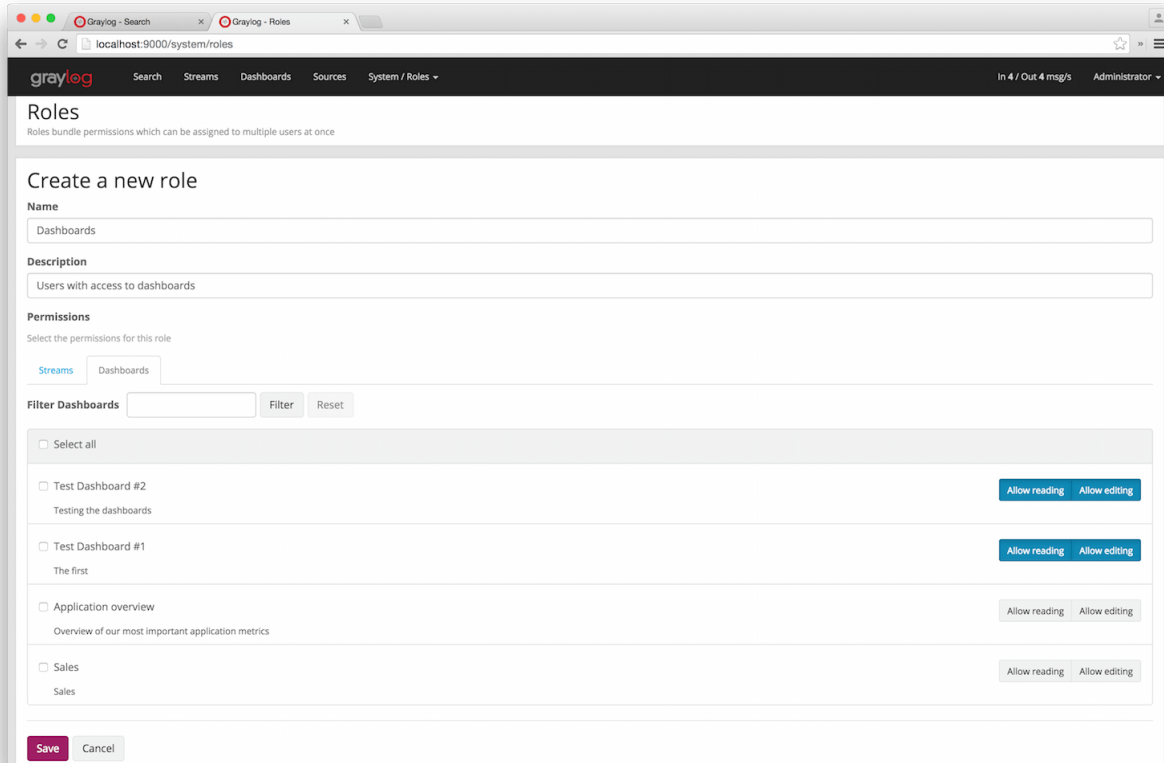 Graylog - Search
Graylog - Roles
localhost:9000/system/roles
graylog Search Streams Dashboards Sources System / Roles In 4 / Out 4 msg/s Administrator
Roles
Roles bundle permissions which can be assigned to multiple users at once
Create a new role
Name
Dashboards
Description
Users with access to dashboards
Permissions
Select the permissions for this role
Streams Dashboards
Filter Dashboards Filter Reset
Select all
Test Dashboard #2 Allow reading Allow editing
Testing the dashboards
Test Dashboard #1 Allow reading Allow editing
The first
Application overview Allow reading Allow editing
Overview of our most important application metrics
Sales Allow reading Allow editing
Sales
Save Cancel